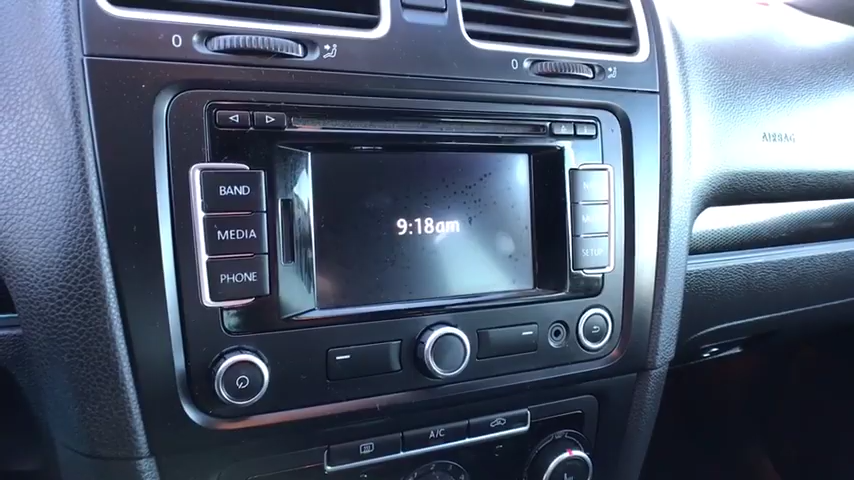 0
0
AIRBAG
BAND
MEDIA
9:18am
PHONE
SETUP
A/C